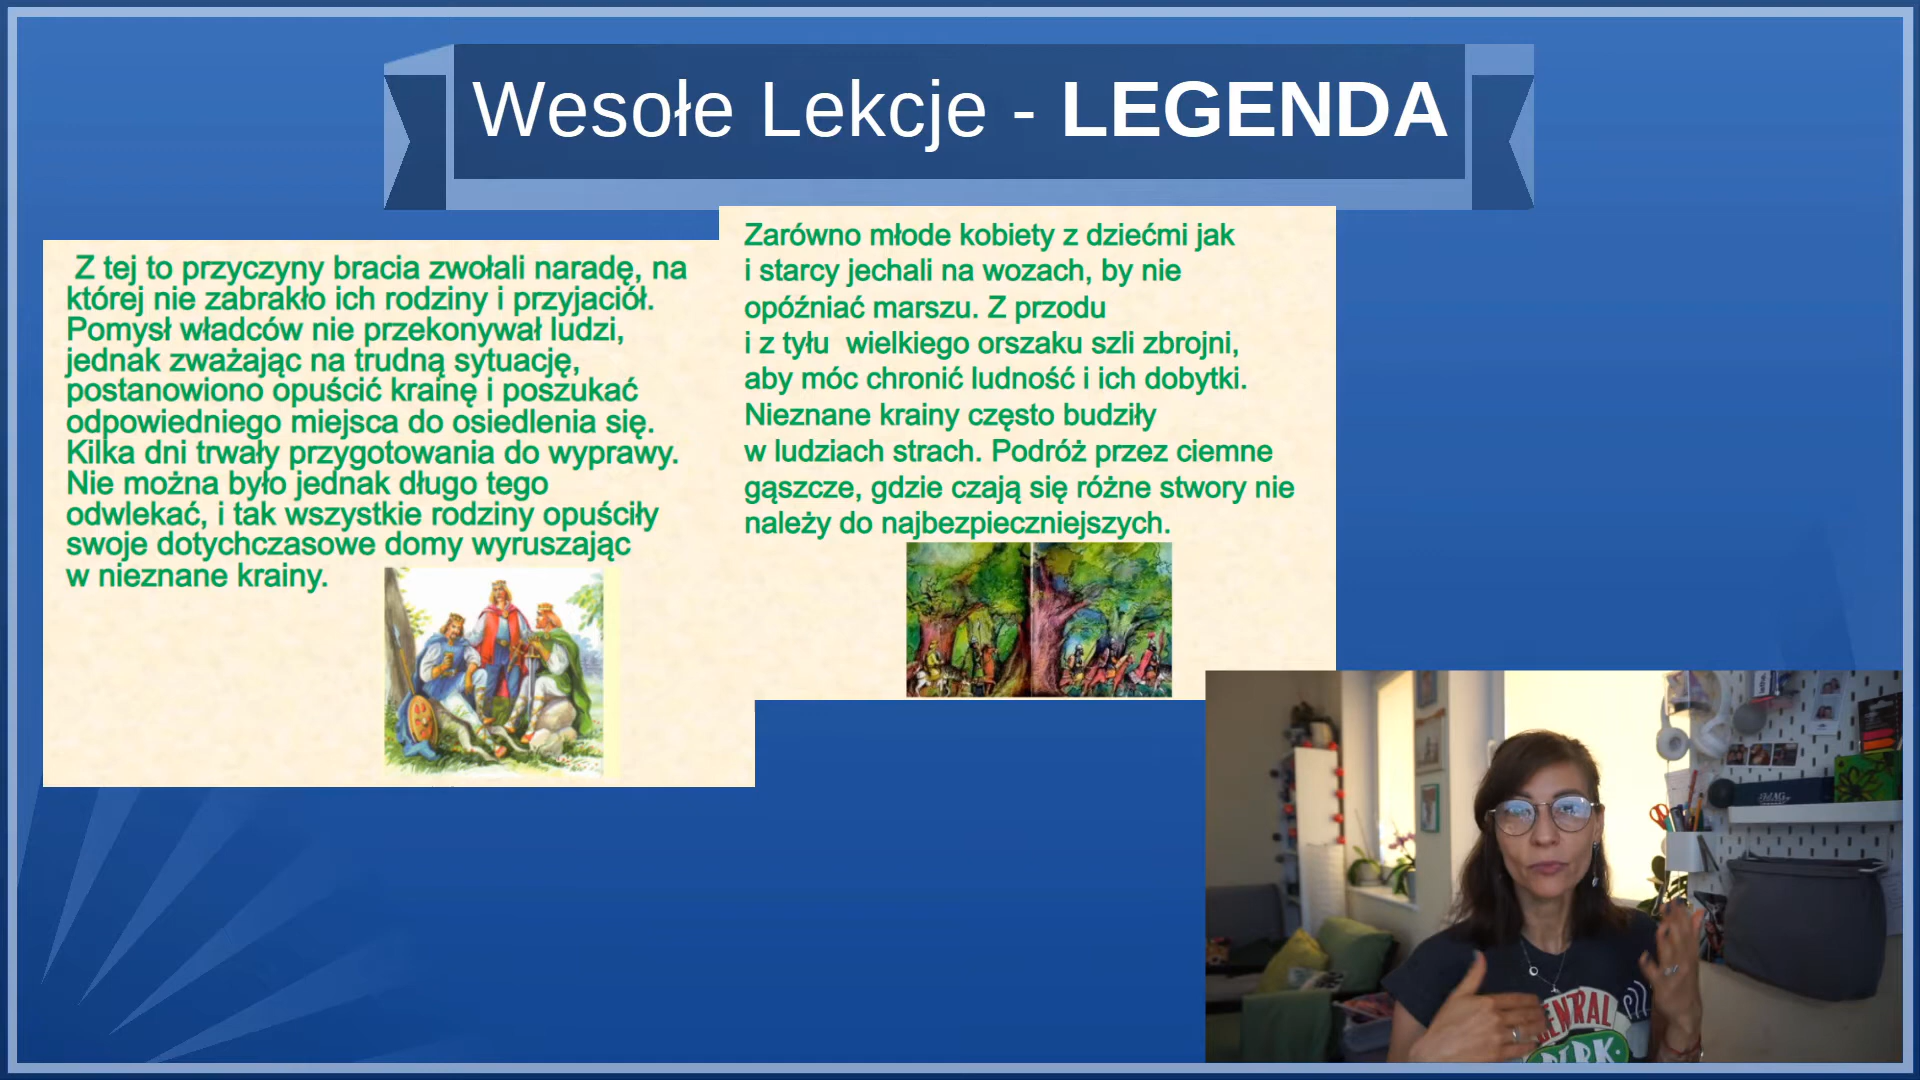 Wesołe Lekcje - LEGENDA
Z tej to przyczyny bracia zwołali naradę, na
której nie zabrakło ich rodziny i przyjaciół.
Pomysł władców nie przekonywał ludzi,
jednak zważając na trudną sytuację,
postanowiono opuścić krainę i poszukać
odpowiedniego miejsca do osiedlenia się.
Kilka dni trwały przygotowania do wyprawy.
Nie można było jednak długo tego
odwlekać, i tak wszystkie rodziny opuściły
swoje dotychczasowe domy wyruszając
w nieznane krainy.
Zarówno młode kobiety z dziećmi jak
i starcy jechali na wozach, by nie
opóźniać marszu. Z przodu
i z tyłu wielkiego orszaku szli zbrojni,
aby móc chronić ludność i ich dobytki.
Nieznane krainy często budziły
w ludziach strach. Podróż przez ciemne
gąszcze, gdzie czają się różne stwory nie
należy do najbezpieczniejszych.